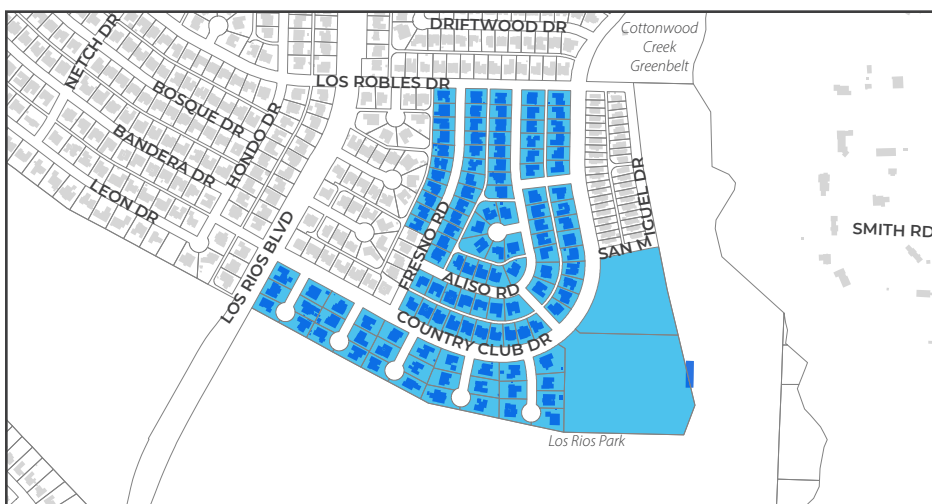 DRIFTWOOD DR
Cottonwood
Creek
Greenbelt
NETCH DR
LOS ROBLES DR
BOSQUE DR
HONDO DR
BANDERA DR
LEON DR
SAN MIGUEL DR
LOS RIOS BLVD
FRESNO RD
SMITH RD
ALISO RD
COUNTRY CLUB DR
Los Rios Park